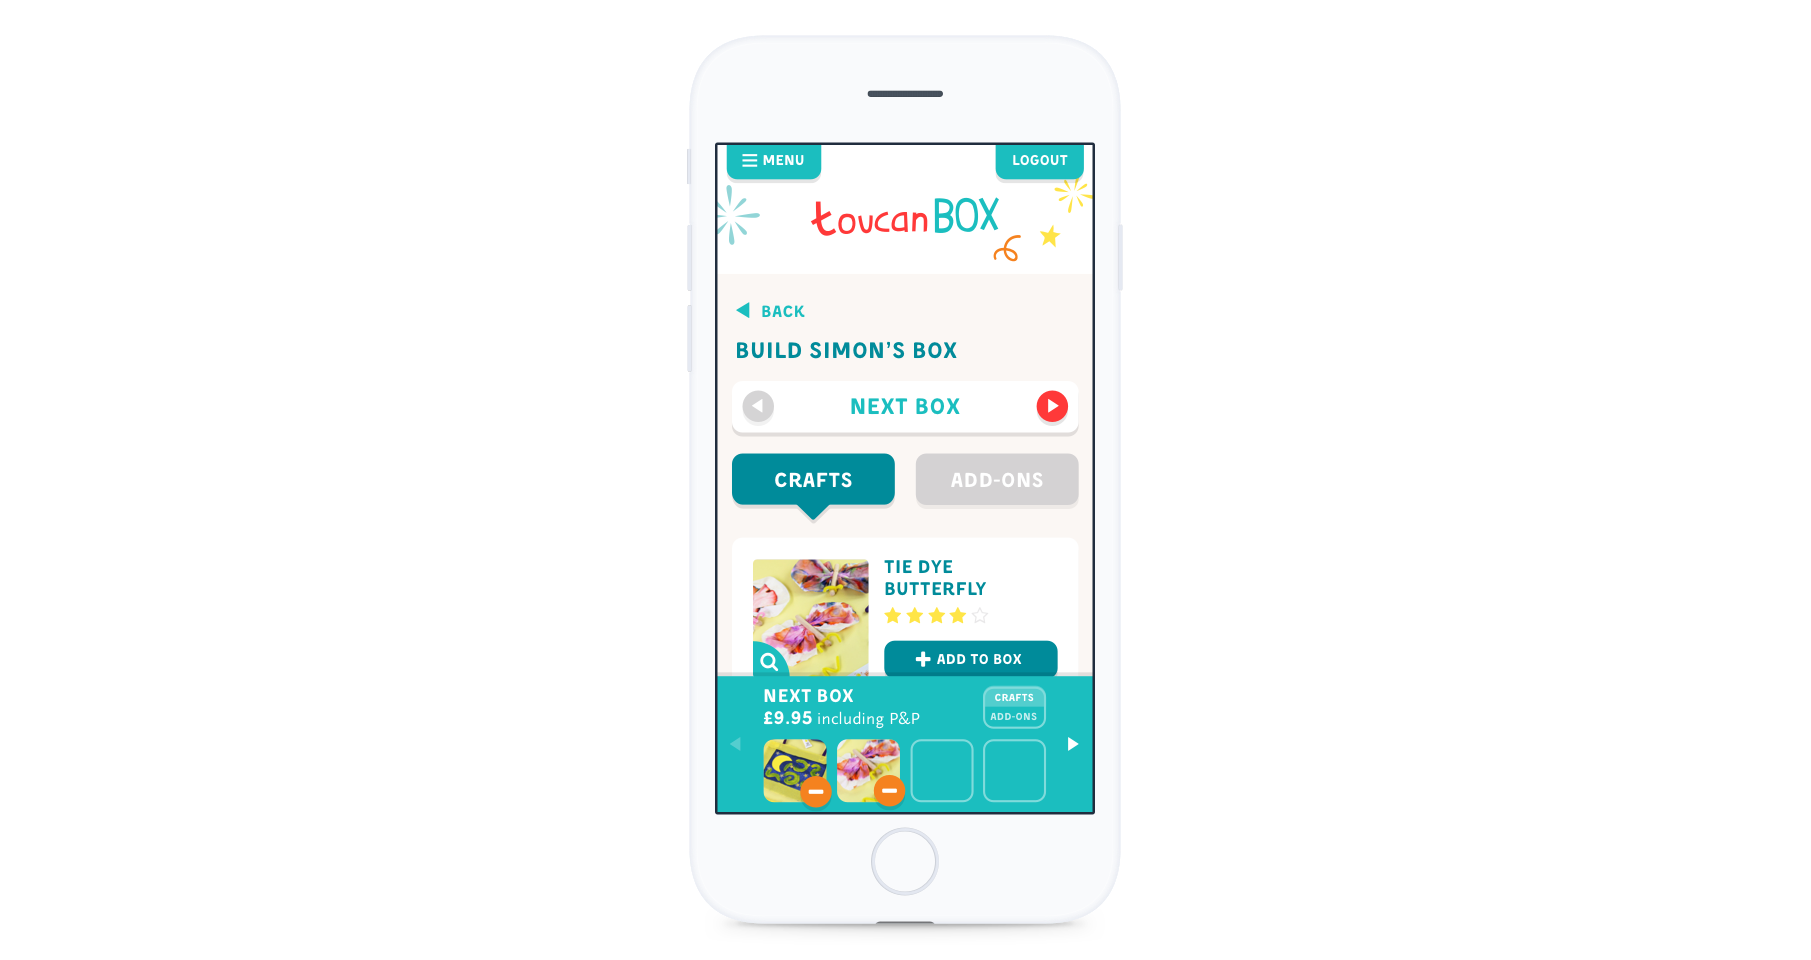 MENU
LOGOUT
toucanBOX
BACK
BUILD SIMON’S BOX
NEXT BOX
CRAFTS
ADD-ONS
TIE DYE
BUTTERFLY
ADD TO BOX
NEXT BOX
£9.95 including P&P
CRAFTS
ADD-ONS